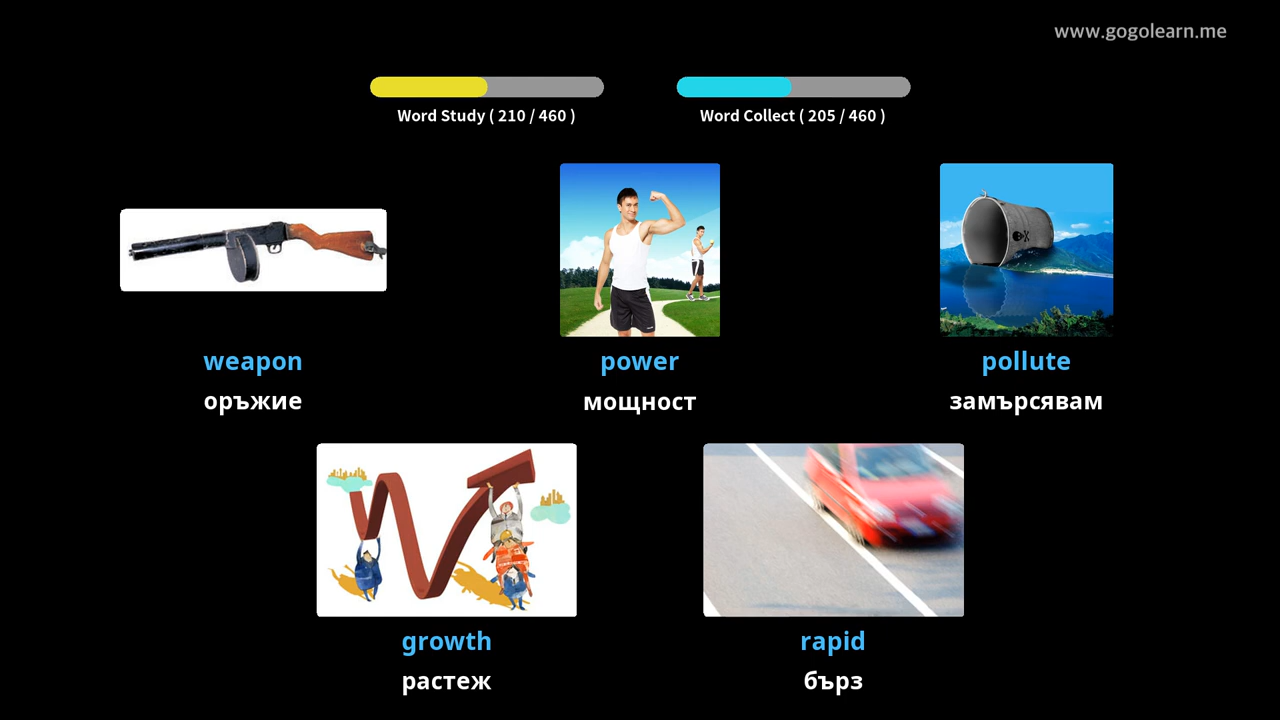 www.gogolearn.me
Word Study ( 210 / 460 )
Word Collect ( 205 / 460 )
weapon
оръжие
power
мощност
pollute
замърсявам
growth
растеж
rapid
бърз